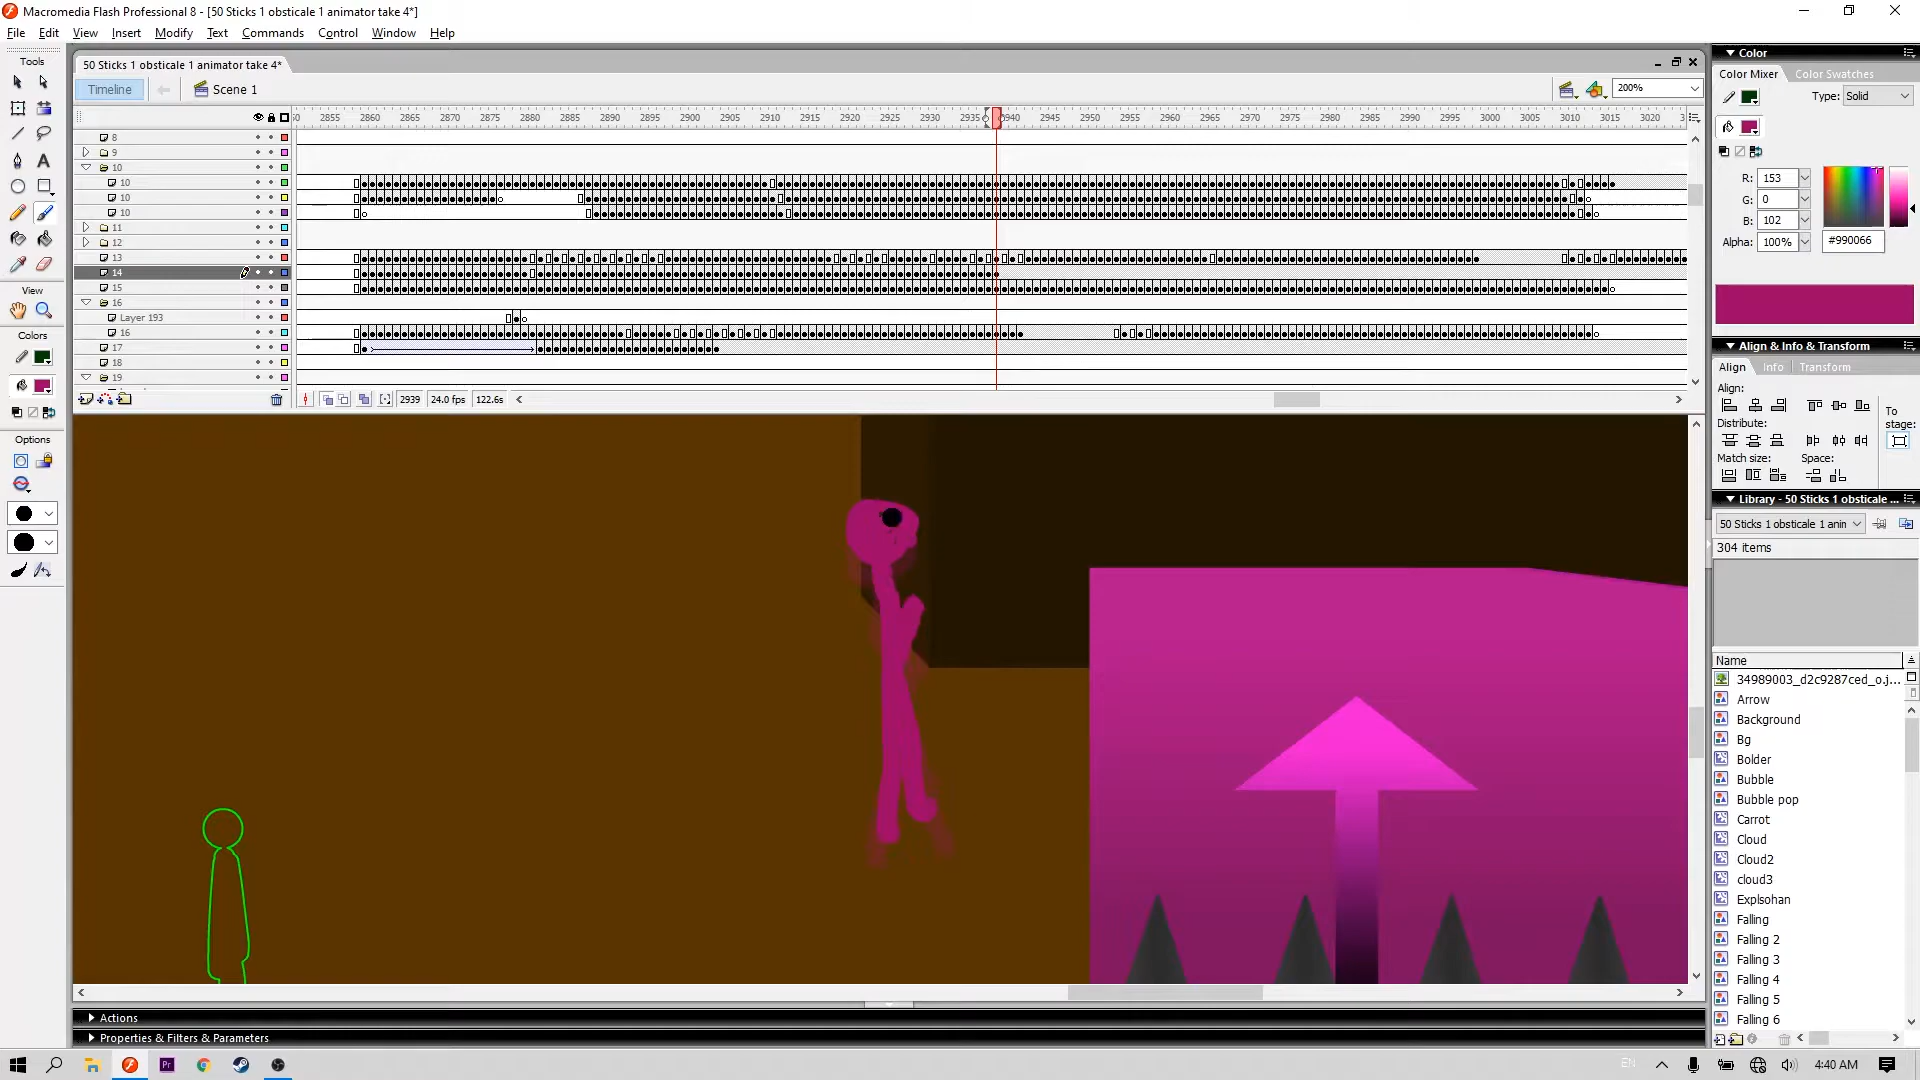 Macromedia Flash Professional 8 - [50 Sticks 1 obsticale 1 animator take 4*]
File Edit View Insert Modify Text Commands Control Window Help
Tools
View
Colors
Options
50 Sticks 1 obsticale 1 animator take 4*
Timeline
Scene 1
200%
2855 2860 2865 2870 2875 2880 2885 2890 2895 2900 2905 2910 2915 2920 2925 2930 2935 2940 2945 2950 2955 2960 2965 2970 2975 2980 2985 2990 2995 3000 3005 3010 3015 3020
8
9
10
10
10
10
11
12
13
14
15
16
Layer 193
16
17
18
19
2939 24.0 fps 122.6s
Actions
Properties & Filters & Parameters
Color
Color Mixer Color Swatches
Type: Solid
R: 153
G: 0
B: 102
Alpha: 100% #990066
Align & Info & Transform
Align Info Transform
Align:
To
stage:
Distribute:
Match size: Space:
Library - 50 Sticks 1 obsticale ...
50 Sticks 1 obsticale 1 anin
304 items
Name
34989003_d2c9287ced_o.j...
Arrow
Background
Bg
Bolder
Bubble
Bubble pop
Carrot
Cloud
Cloud2
cloud3
Explsohan
Falling
Falling 2
Falling 3
Falling 4
Falling 5
Falling 6
Pr
EN
4:40 AM